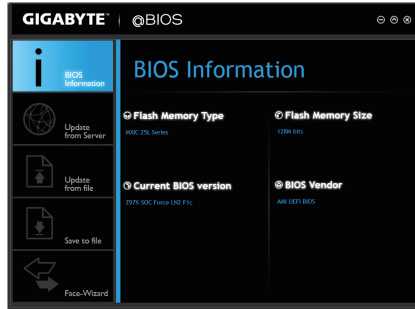 GIGABYTE™ | @BIOS
BIOS Information
BIOS
Information
Update
from Server
Update
from file
Save to file
Face-Wizard
Flash Memory Type
MXIC 25L Series
Flash Memory Size
128M bits
Current BIOS version
Z97X-SOC Force LN2 F1c
BIOS Vendor
AMI UEFI BIOS